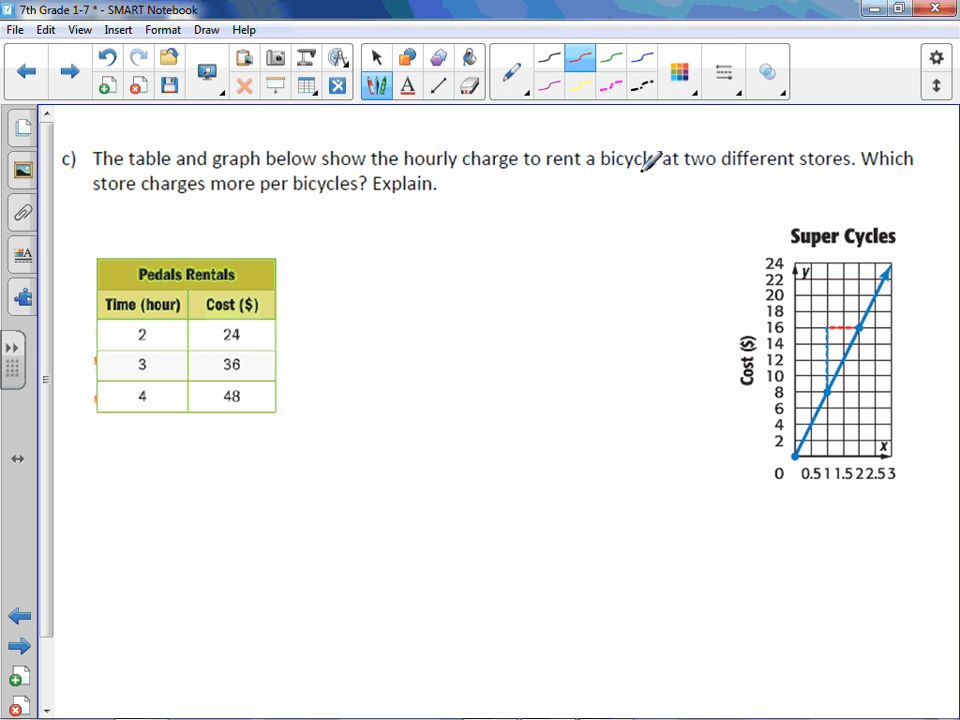 7th Grade 1-7 * - SMART Notebook
File Edit View Insert Format Draw Help
c) The table and graph below show the hourly charge to rent a bicycle at two different stores. Which
store charges more per bicycles? Explain.
Pedals Rentals
Time (hour) Cost ($)
2 24
3 36
4 48
Super Cycles
24
22
20
18
16
14
12
10
8
6
4
2
0 0.5 1 1.5 2 2.5 3
Cost ($)
y
x